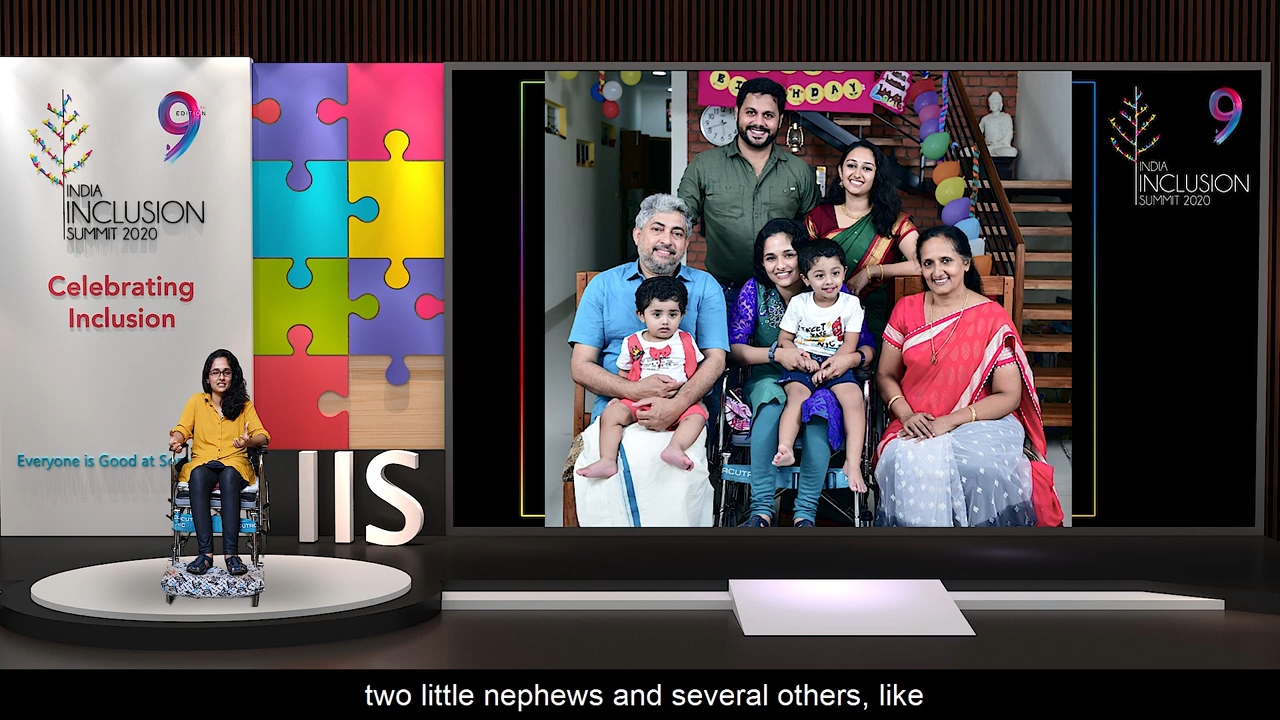 9
EDITION
INDIA
INCLUSION
SUMMIT 2020
Celebrating
Inclusion
Everyone is Good at S
IIS
BIRTHDAY
9
INDIA
INCLUSION
SUMMIT 2020
two little nephews and several others, like